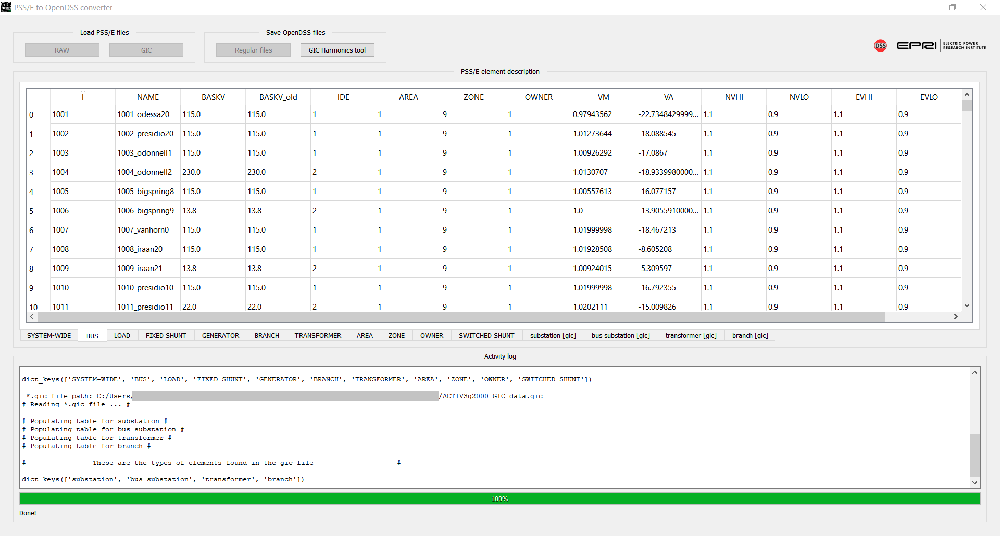 PSS/E to OpenDSS converter
Load PSS/E files
Save OpenDSS files
RAW GIC Regular files GIC Harmonics tool
DSS EPRI ELECTRIC POWER
RESEARCH INSTITUTE
PSS/E element description
I NAME BASKV BASKV_old IDE AREA ZONE OWNER VM VA NVHI NVLO EVHI EVLO
0 1001 1001_odessa20 115.0 115.0 1 1 9 1 0.97943562 -22.7348429999... 1.1 0.9 1.1 0.9
1 1002 1002_presidio20 115.0 115.0 1 1 9 1 1.01273644 -18.088545 1.1 0.9 1.1 0.9
2 1003 1003_odonnell1 115.0 115.0 1 1 9 1 1.00926292 -17.0867 1.1 0.9 1.1 0.9
3 1004 1004_odonnell2 230.0 230.0 2 1 9 1 1.0130707 -18.9339980000... 1.1 0.9 1.1 0.9
4 1005 1005_bigspring8 115.0 115.0 1 1 9 1 1.00557613 -16.077157 1.1 0.9 1.1 0.9
5 1006 1006_bigspring9 13.8 13.8 2 1 9 1 1.0 -13.9055910000... 1.1 0.9 1.1 0.9
6 1007 1007_vanhorn0 115.0 115.0 1 1 9 1 1.01999998 -18.467213 1.1 0.9 1.1 0.9
7 1008 1008_iraan20 115.0 115.0 1 1 9 1 1.01928508 -8.605208 1.1 0.9 1.1 0.9
8 1009 1009_iraan21 13.8 13.8 2 1 9 1 1.00924015 -5.309597 1.1 0.9 1.1 0.9
9 1010 1010_presidio10 115.0 115.0 1 1 9 1 1.01999998 -16.792355 1.1 0.9 1.1 0.9
10 1011 1011_presidio11 22.0 22.0 2 1 9 1 1.0202111 -15.009826 1.1 0.9 1.1 0.9
SYSTEM-WIDE BUS LOAD FIXED SHUNT GENERATOR BRANCH TRANSFORMER AREA ZONE OWNER SWITCHED SHUNT substation [gic] bus substation [gic] transformer [gic] branch [gic]
Activity log
dict_keys(['SYSTEM-WIDE', 'BUS', 'LOAD', 'FIXED SHUNT', 'GENERATOR', 'BRANCH', 'TRANSFORMER', 'AREA', 'ZONE', 'OWNER', 'SWITCHED SHUNT'])
*.gic file path: C:/Users/ /ACTIVSg2000_GIC_data.gic
# Reading *.gic file ... #
# Populating table for substation #
# Populating table for bus substation #
# Populating table for transformer #
# Populating table for branch #
# -------------- These are the types of elements found in the gic file ------------------ #
dict_keys(['substation', 'bus substation', 'transformer', 'branch'])
100%
Done!